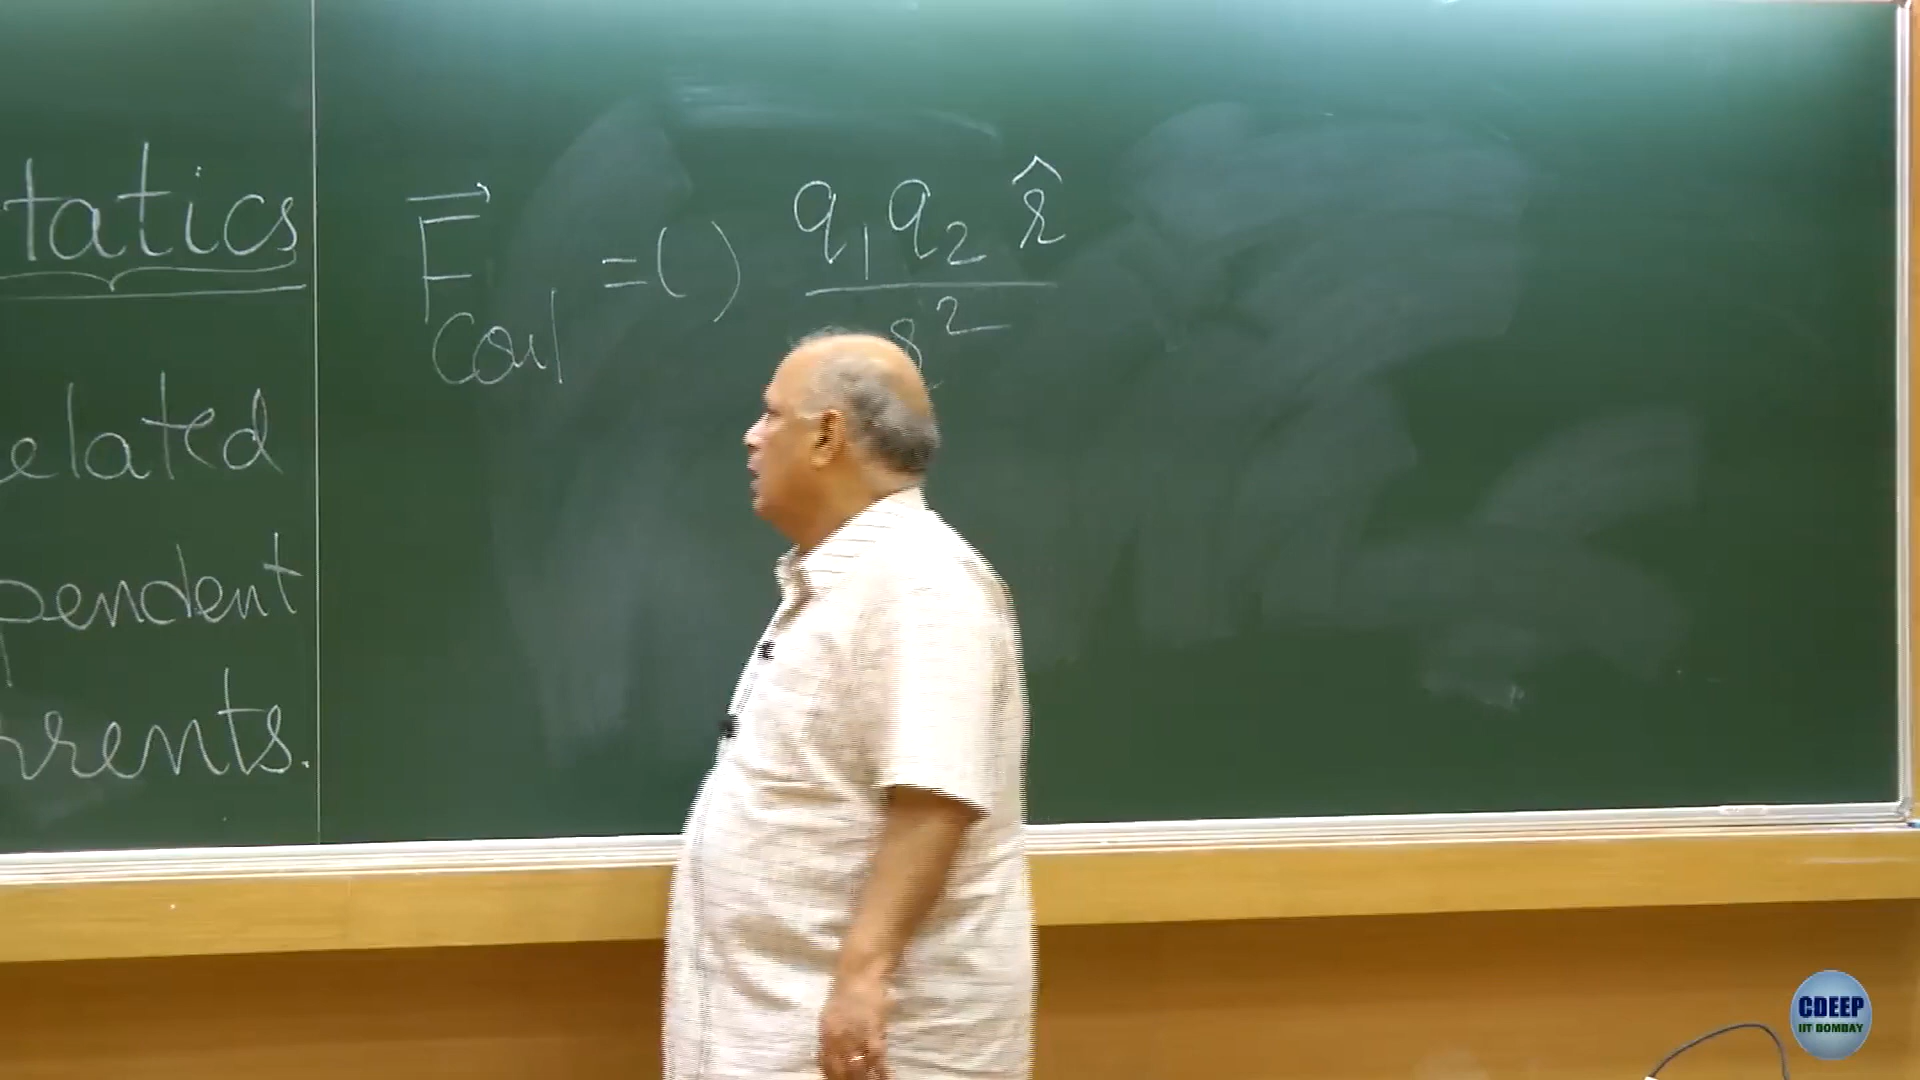 tatics
elated
pendent
rrents.
F⃗coul = ( ) q₁q₂ r̂ / r²
CDEEP
IIT BOMBAY